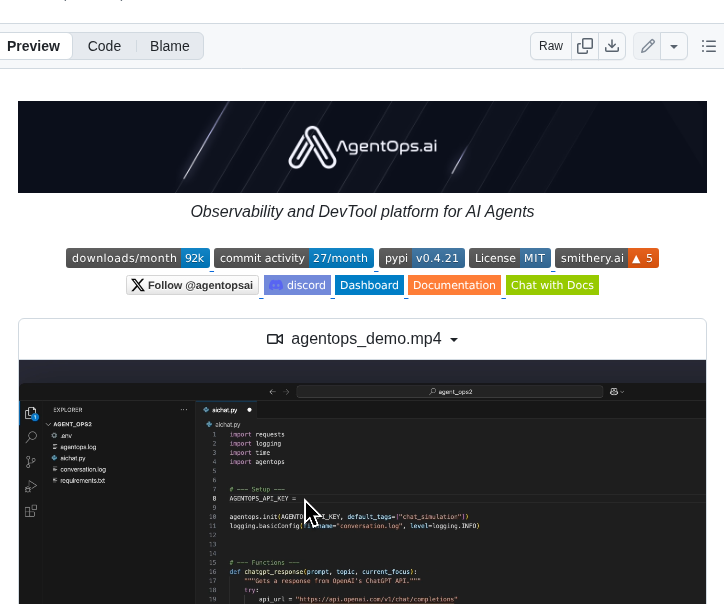 Preview Code Blame Raw
AgentOps.ai
Observability and DevTool platform for AI Agents
downloads/month 92k commit activity 27/month pypi v0.4.21 License MIT smithery.ai ▲ 5
Follow @agentopsai discord Dashboard Documentation Chat with Docs
agentops_demo.mp4
agent_ops2
EXPLORER ···
AGENT_OPS2
.env
agentops.log
aichat.py
conversation.log
requirements.txt
aichat.py
aichat.py
1 import requests
2 import logging
3 import time
4 import agentops
5
6
7 # --- Setup ---
8 AGENTOPS_API_KEY =
9
10 agentops.init( _KEY, default_tags=["chat_simulation"])
11 logging.basicConfig( ="conversation.log", level=logging.INFO)
12
13
14
15 # --- Functions ---
16 def chatgpt_response(prompt, topic, current_focus):
17 """Gets a response from OpenAI's ChatGPT API."""
18 try:
19 api_url = "https://api.openai.com/v1/chat/completions"